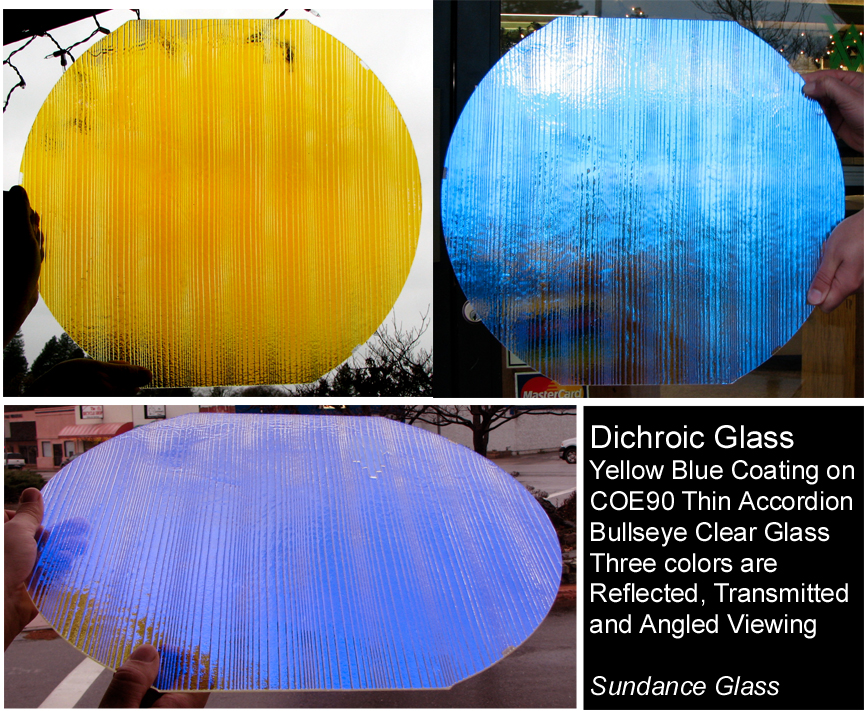 MasterCard
Dichroic Glass
Yellow Blue Coating on
COE90 Thin Accordion
Bullseye Clear Glass
Three colors are
Reflected, Transmitted
and Angled Viewing
Sundance Glass